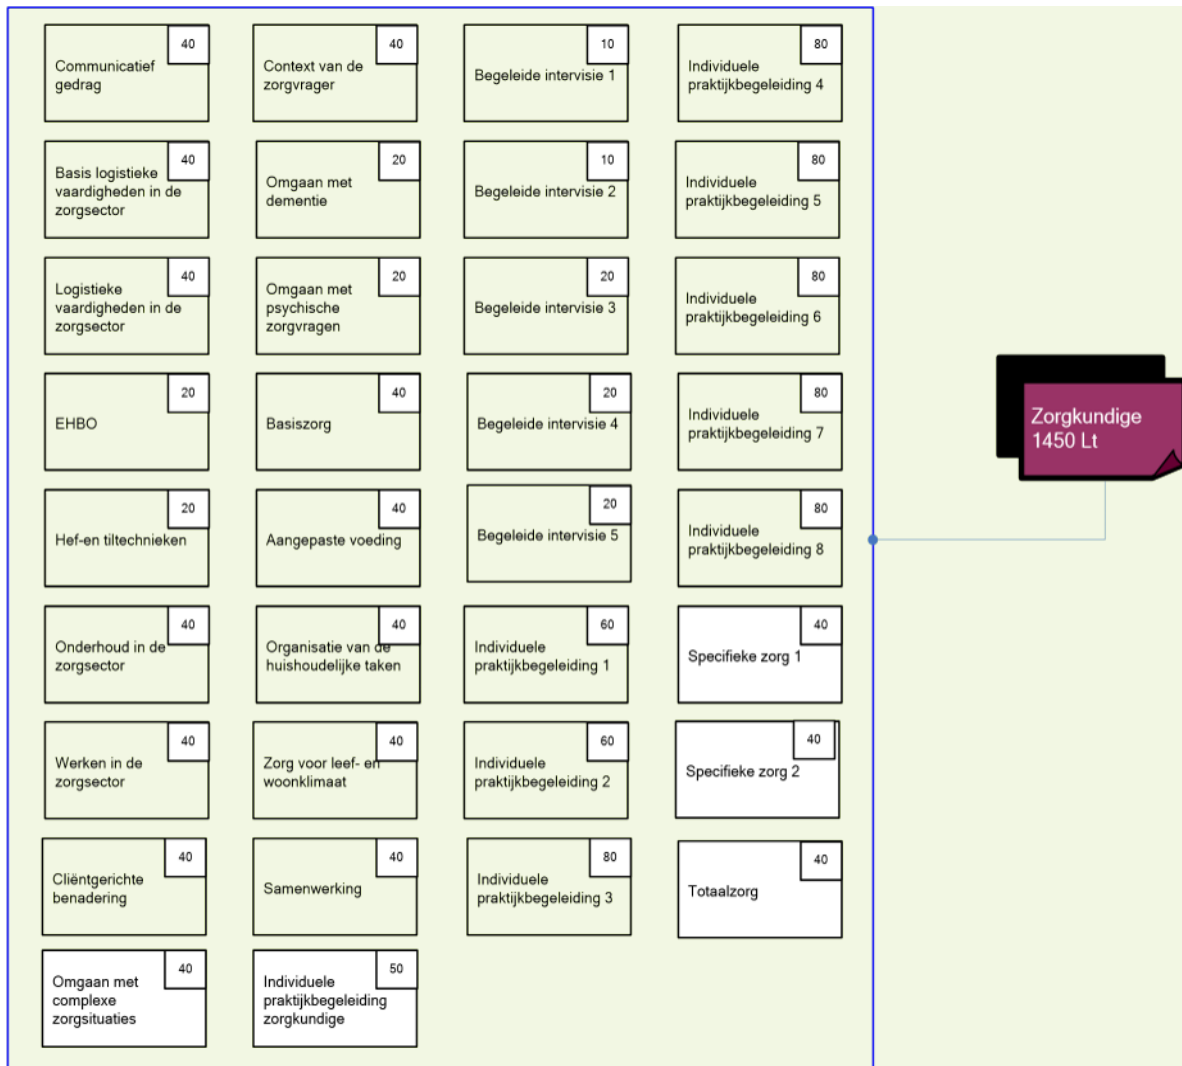 40
Communicatief
gedrag
40
Context van de
zorgvrager
10
Begeleide intervisie 1
80
Individuele
praktijkbegeleiding 4
40
Basis logistieke
vaardigheden in de
zorgsector
20
Omgaan met
dementie
10
Begeleide intervisie 2
80
Individuele
praktijkbegeleiding 5
40
Logistieke
vaardigheden in de
zorgsector
20
Omgaan met
psychische
zorgvragen
20
Begeleide intervisie 3
80
Individuele
praktijkbegeleiding 6
20
EHBO
40
Basiszorg
20
Begeleide intervisie 4
80
Individuele
praktijkbegeleiding 7
Zorgkundige
1450 Lt
20
Hef-en tiltechnieken
40
Aangepaste voeding
20
Begeleide intervisie 5
80
Individuele
praktijkbegeleiding 8
40
Onderhoud in de
zorgsector
40
Organisatie van de
huishoudelijke taken
60
Individuele
praktijkbegeleiding 1
40
Specifieke zorg 1
40
Werken in de
zorgsector
40
Zorg voor leef- en
woonklimaat
60
Individuele
praktijkbegeleiding 2
40
Specifieke zorg 2
40
Cliëntgerichte
benadering
40
Samenwerking
80
Individuele
praktijkbegeleiding 3
40
Totaalzorg
40
Omgaan met
complexe
zorgsituaties
50
Individuele
praktijkbegeleiding
zorgkundige